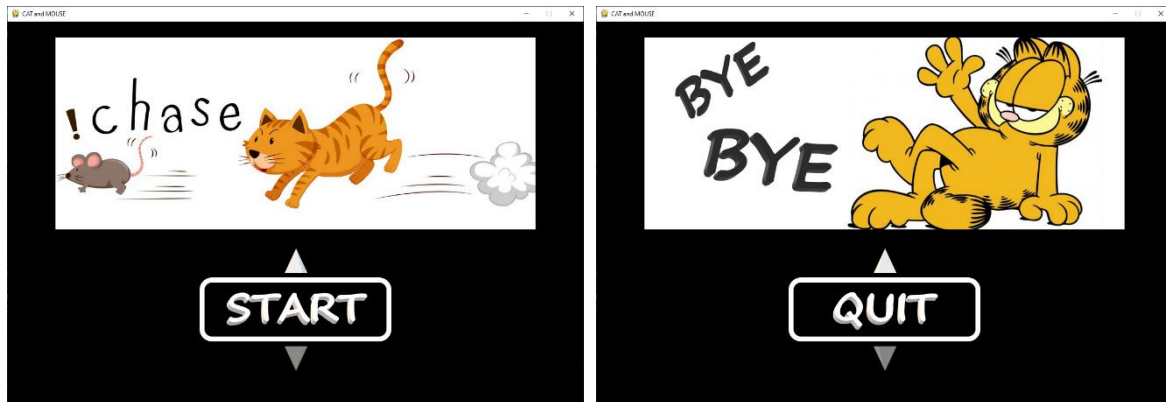 CAT and MOUSE
! chase
START
CAT and MOUSE
BYE
BYE
QUIT